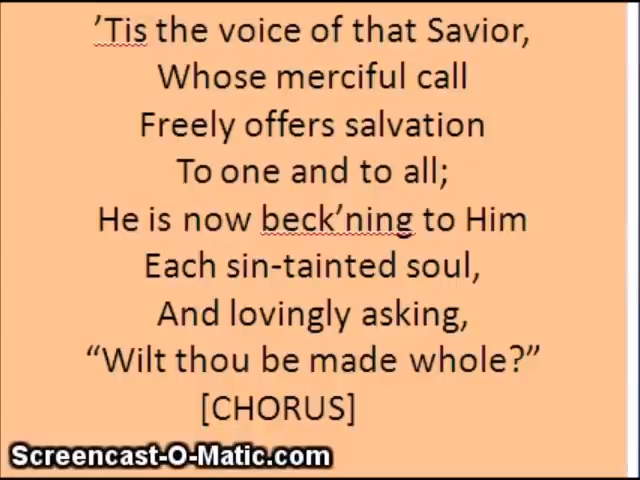 ’Tis the voice of that Savior,
Whose merciful call
Freely offers salvation
To one and to all;
He is now beck’ning to Him
Each sin-tainted soul,
And lovingly asking,
“Wilt thou be made whole?”
[CHORUS]
Screencast-O-Matic.com